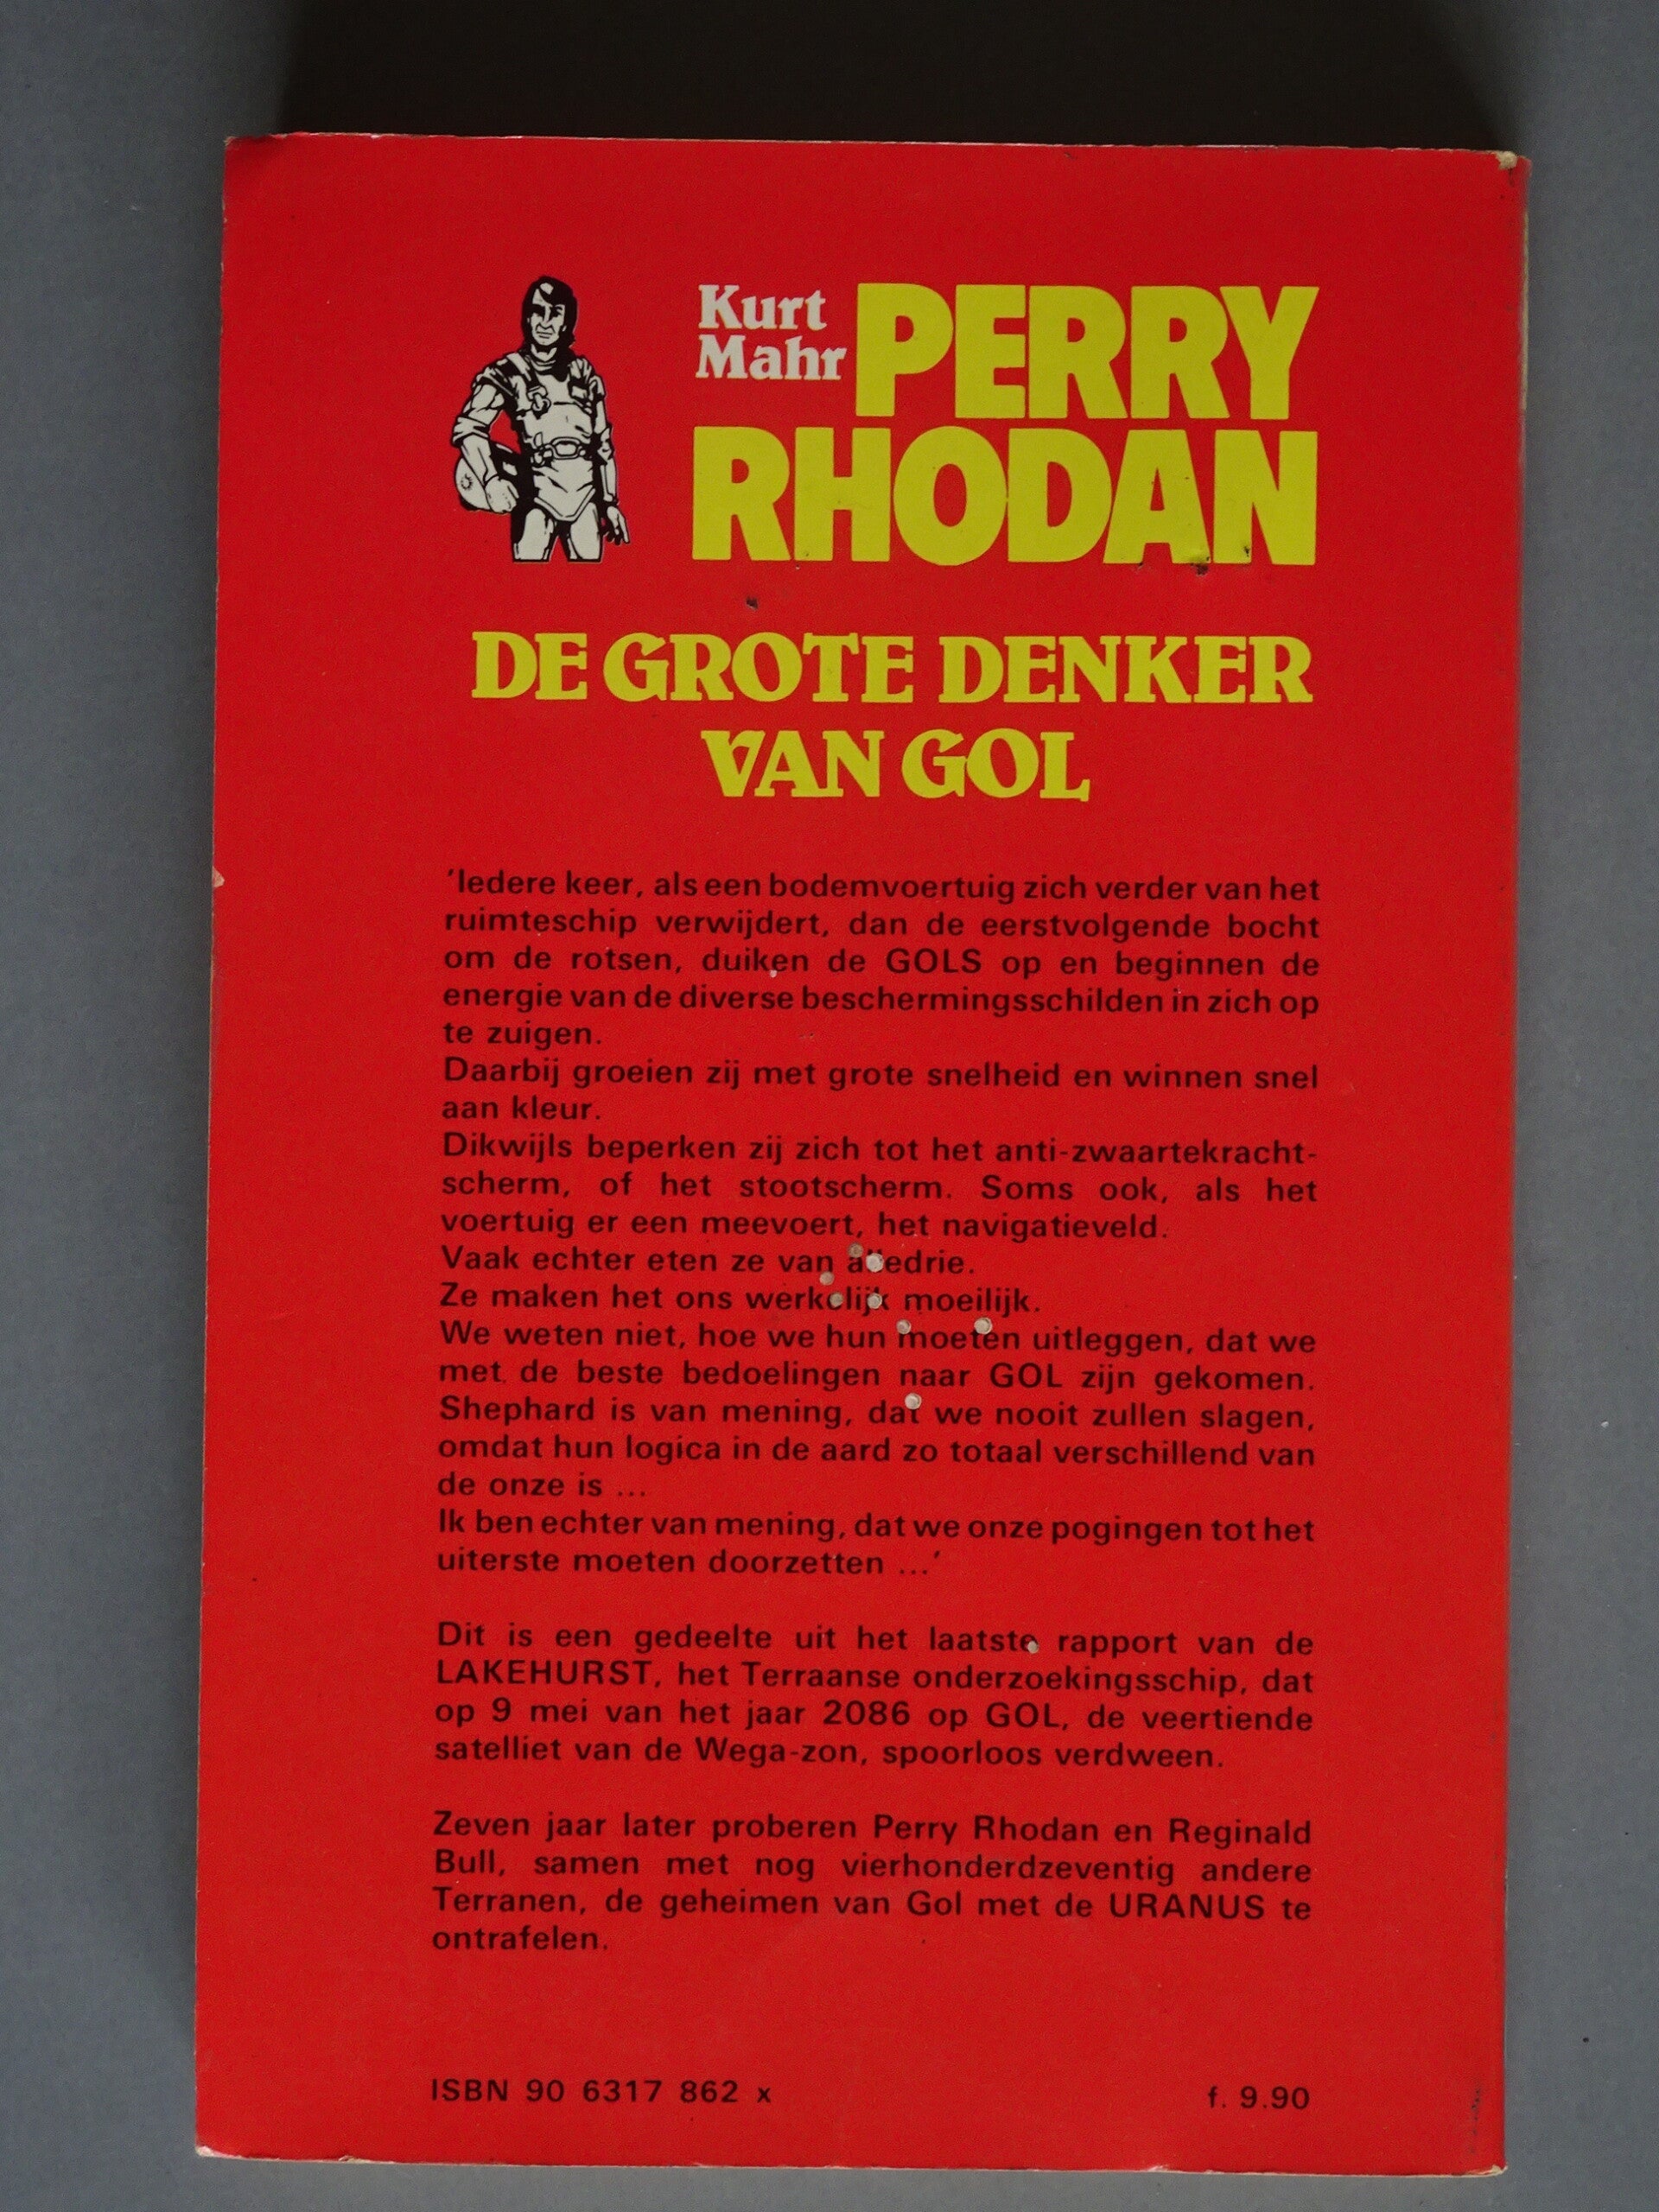 Kurt
Mahr
PERRY
RHODAN
DE GROTE DENKER
VAN GOL
'Iedere keer, als een bodemvoertuig zich verder van het
ruimteschip verwijdert, dan de eerstvolgende bocht
om de rotsen, duiken de GOLS op en beginnen de
energie van de diverse beschermingsschilden in zich op
te zuigen.
Daarbij groeien zij met grote snelheid en winnen snel
aan kleur.
Dikwijls beperken zij zich tot het anti-zwaartekracht-
scherm, of het stootscherm. Soms ook, als het
voertuig er een meevoert, het navigatieveld.
Vaak echter eten ze van alledrie.
Ze maken het ons werkelijk moeilijk.
We weten niet, hoe we hun moeten uitleggen, dat we
met de beste bedoelingen naar GOL zijn gekomen.
Shephard is van mening, dat we nooit zullen slagen,
omdat hun logica in de aard zo totaal verschillend van
de onze is ...
Ik ben echter van mening, dat we onze pogingen tot het
uiterste moeten doorzetten ...'
Dit is een gedeelte uit het laatste rapport van de
LAKEHURST, het Terraanse onderzoekingsschip, dat
op 9 mei van het jaar 2086 op GOL, de veertiende
satelliet van de Wega-zon, spoorloos verdween.
Zeven jaar later proberen Perry Rhodan en Reginald
Bull, samen met nog vierhonderdzeventig andere
Terranen, de geheimen van Gol met de URANUS te
ontrafelen.
ISBN 90 6317 862 x
f. 9.90